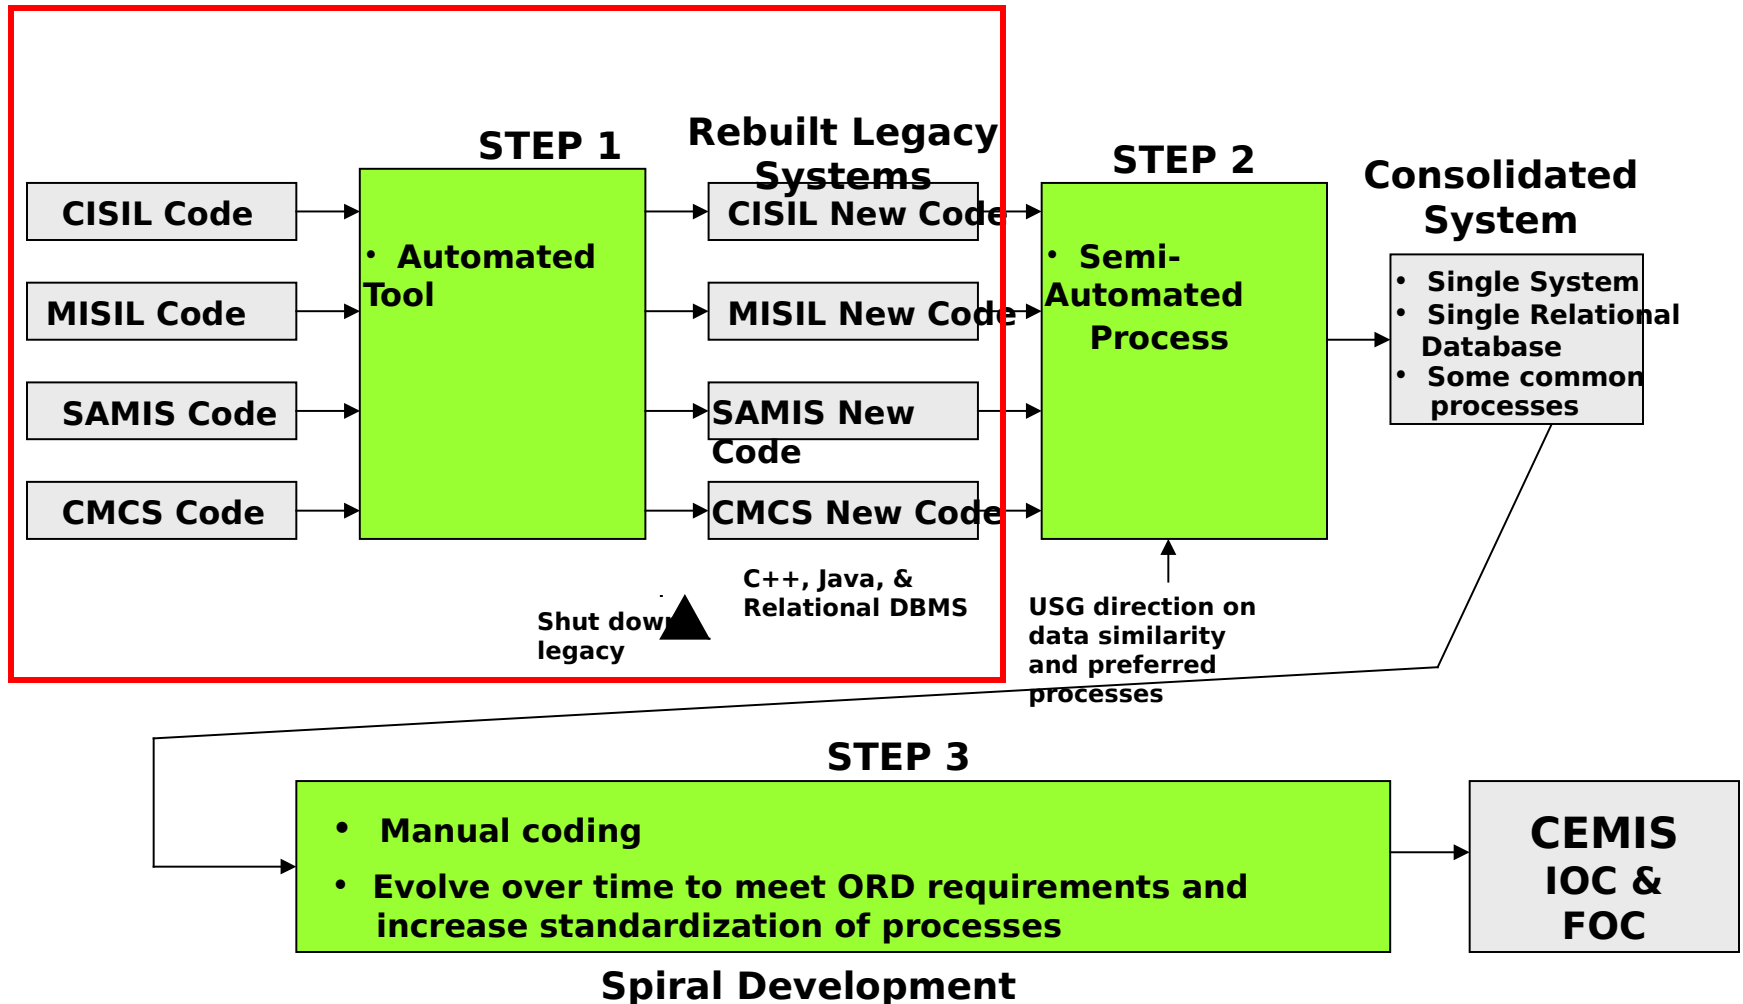 STEP 1
Rebuilt Legacy
Systems
STEP 2
Consolidated
System
CISIL Code
MISIL Code
SAMIS Code
CMCS Code
• Automated
Tool
CISIL New Code
MISIL New Code
SAMIS New
Code
CMCS New Code
• Semi-
Automated
Process
• Single System
• Single Relational
Database
• Some common
processes
C++, Java, &
Relational DBMS
Shut down
legacy
USG direction on
data similarity
and preferred
processes
STEP 3
• Manual coding
• Evolve over time to meet ORD requirements and
increase standardization of processes
CEMIS
IOC &
FOC
Spiral Development